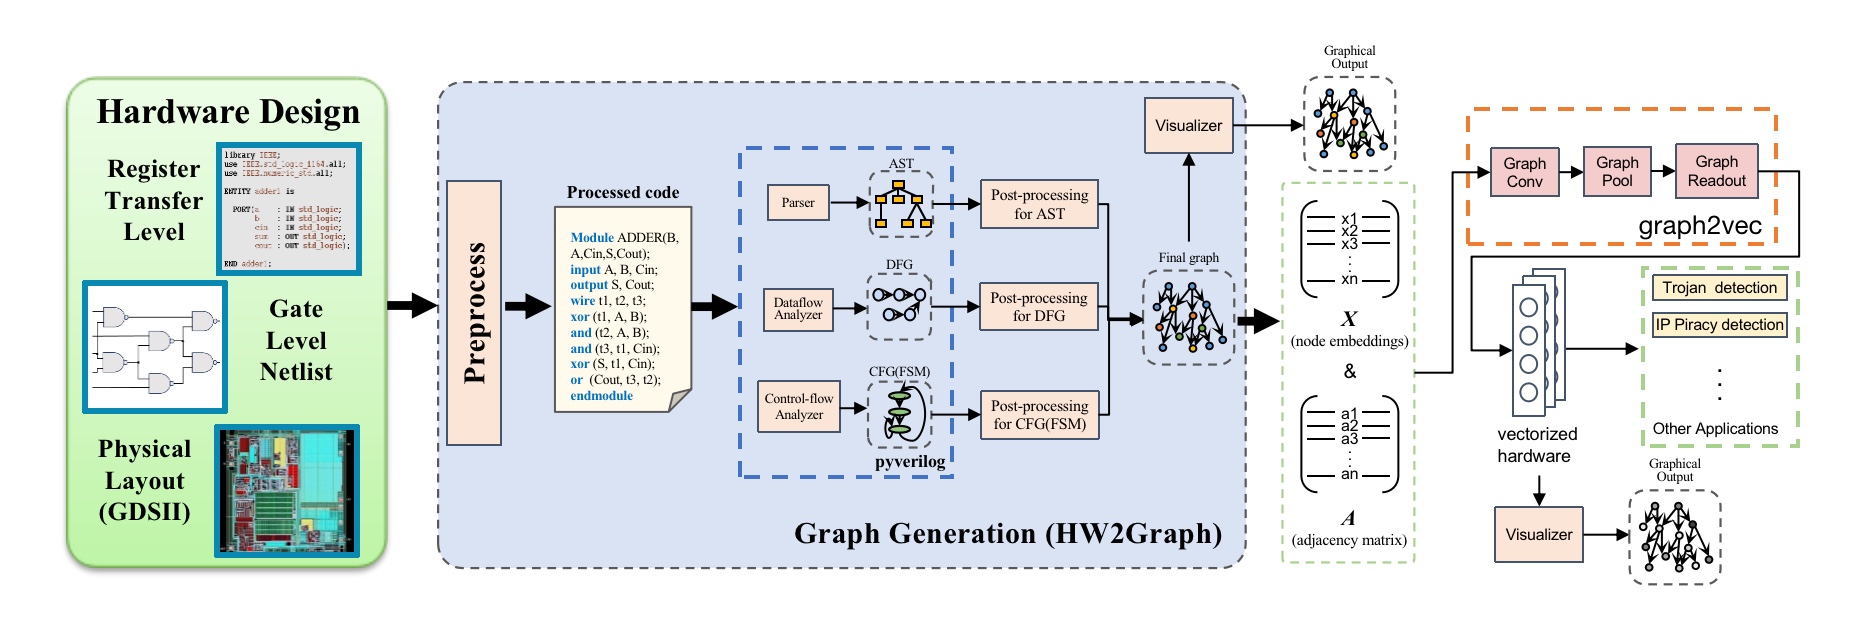 Hardware Design
Register
Transfer
Level
library IEEE;
use IEEE.std_logic_1164.all;
use IEEE.numeric_std.all;
ENTITY adder1 is
PORT(a : IN std_logic;
b : IN std_logic;
cin : IN std_logic;
sum : OUT std_logic;
cout : OUT std_logic);
END adder1;
Gate
Level
Netlist
Physical
Layout
(GDSII)
Preprocess
Processed code
Module ADDER(B,
A,Cin,S,Cout);
input A, B, Cin;
output S, Cout;
wire t1, t2, t3;
xor (t1, A, B);
and (t2, A, B);
and (t3, t1, Cin);
xor (S, t1, Cin);
or (Cout, t3, t2);
endmodule
Parser
AST
Post-processing
for AST
Dataflow
Analyzer
DFG
Post-processing
for DFG
Control-flow
Analyzer
CFG(FSM)
Post-processing
for CFG(FSM)
pyverilog
Final graph
Visualizer
Graph Generation (HW2Graph)
Graphical
Output
x1
x2
x3
:
xn
X
(node embeddings)
&
a1
a2
a3
:
an
A
(adjacency matrix)
Graph
Conv
Graph
Pool
Graph
Readout
graph2vec
vectorized
hardware
Trojan detection
IP Piracy detection
Other Applications
Visualizer
Graphical
Output